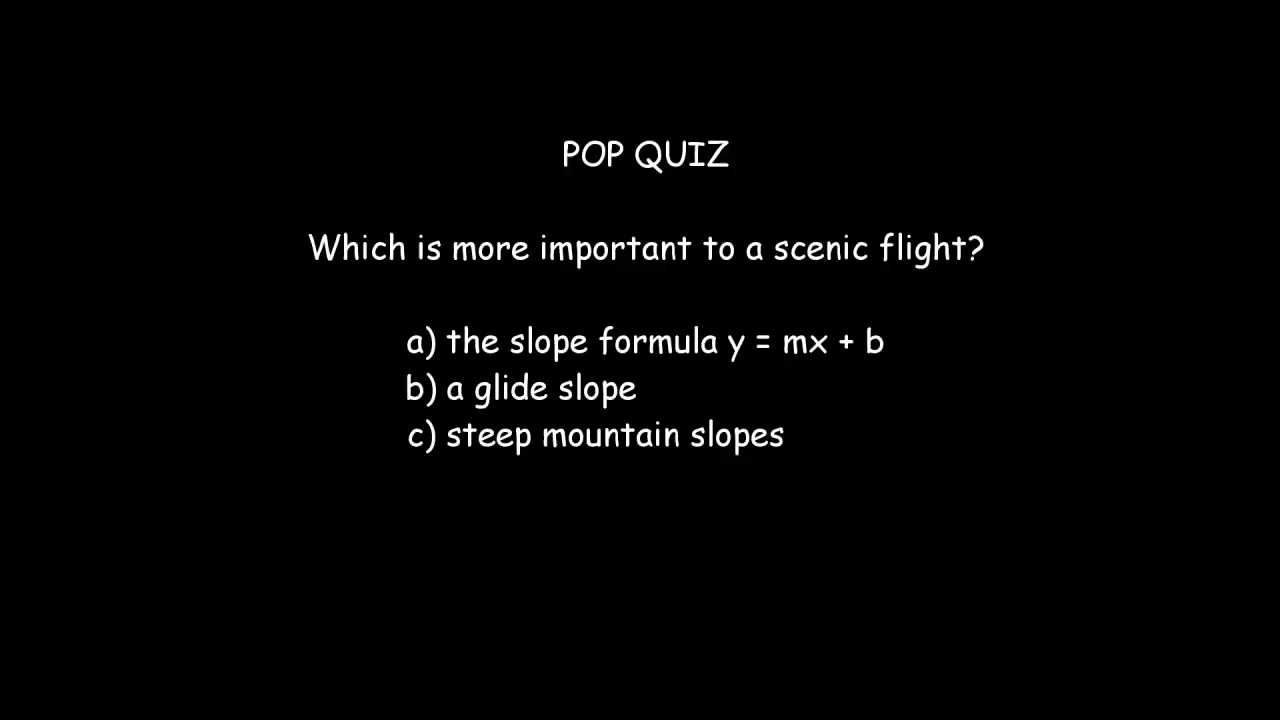 POP QUIZ
Which is more important to a scenic flight?
a) the slope formula y = mx + b
b) a glide slope
c) steep mountain slopes